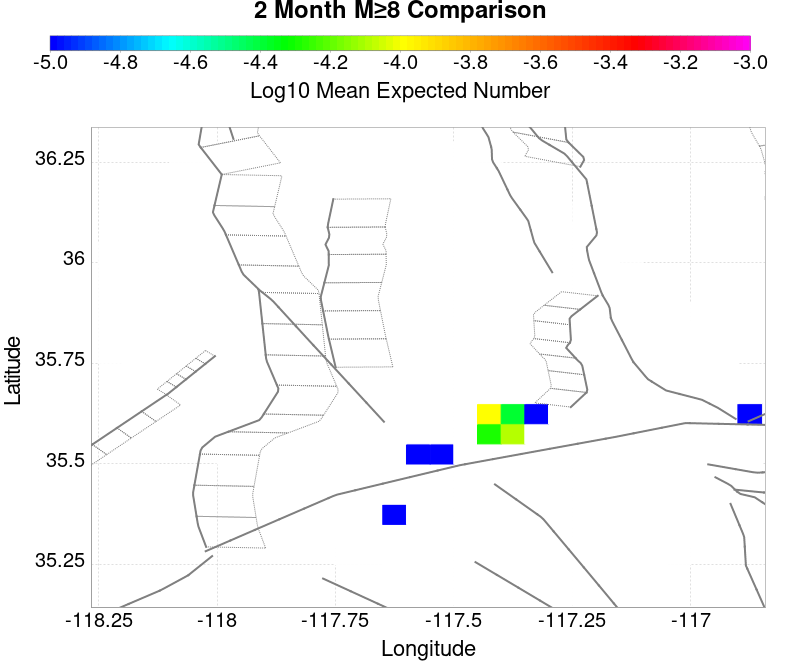 2 Month M≥8 Comparison
-5.0 -4.8 -4.6 -4.4 -4.2 -4.0 -3.8 -3.6 -3.4 -3.2 -3.0
Log10 Mean Expected Number
36.25
36
35.75
35.5
35.25
Latitude
-118.25 -118 -117.75 -117.5 -117.25 -117
Longitude